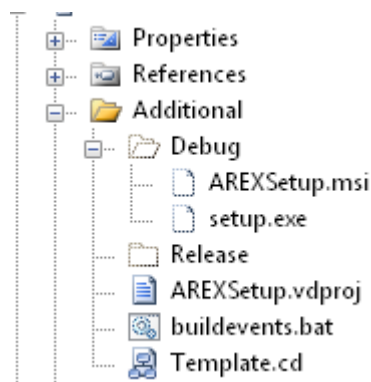 Properties
References
Additional
Debug
AREXSetup.msi
setup.exe
Release
AREXSetup.vdproj
buildevents.bat
Template.cd